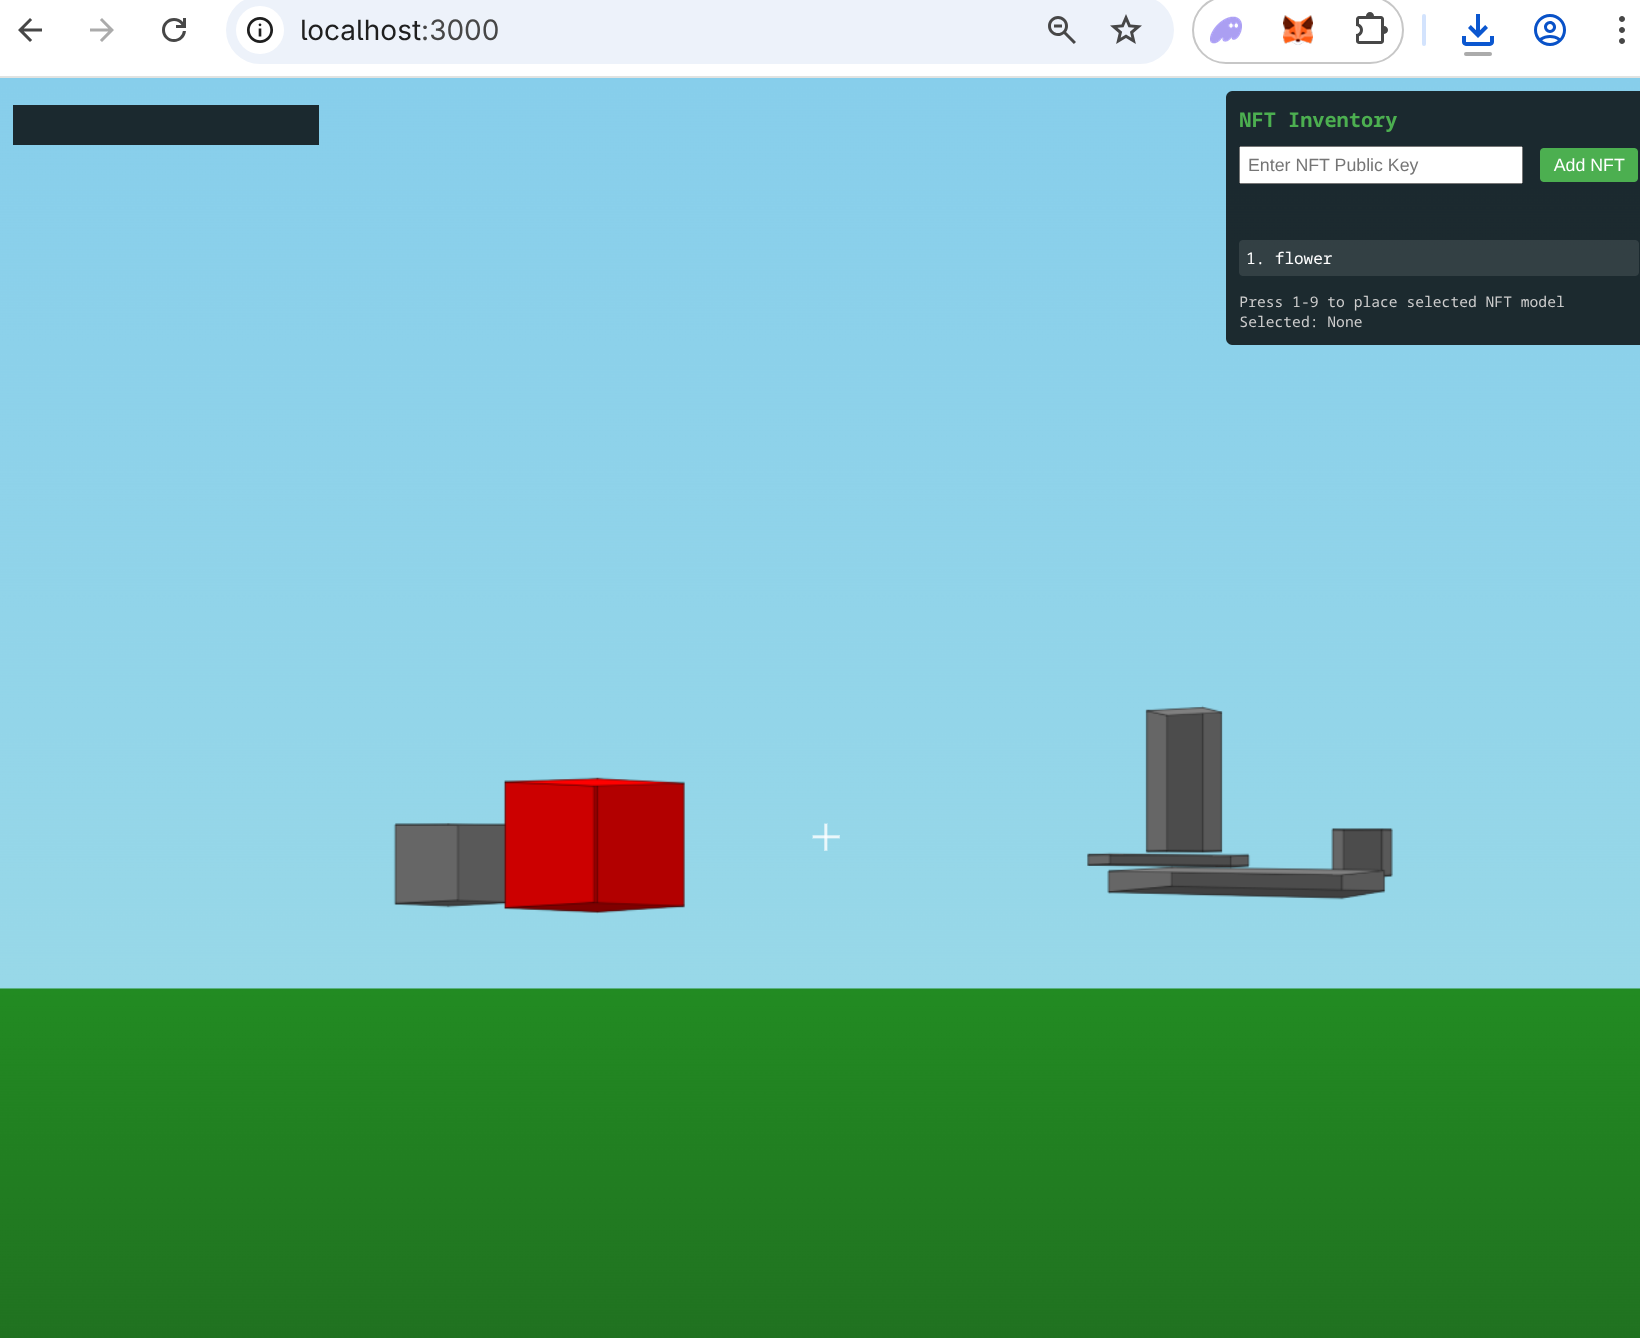 localhost:3000
NFT Inventory
Enter NFT Public Key
Add NFT
1. flower
Press 1-9 to place selected NFT model
Selected: None